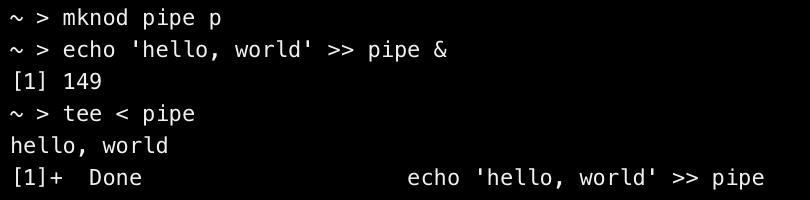 ~ > mknod pipe p
~ > echo 'hello, world' >> pipe &
[1] 149
~ > tee < pipe
hello, world
[1]+  Done                    echo 'hello, world' >> pipe